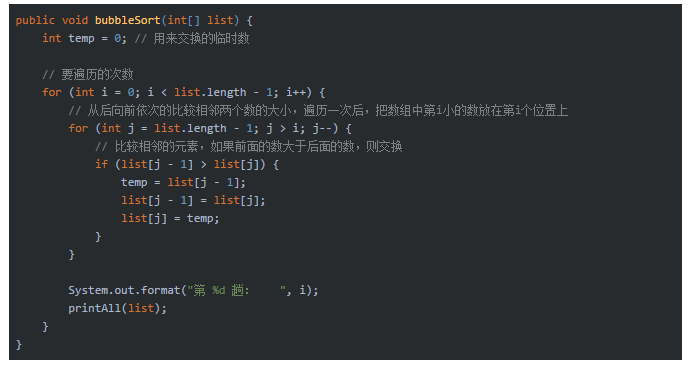 public void bubbleSort(int[] list) {
    int temp = 0; // 用来交换的临时数

    // 要遍历的次数
    for (int i = 0; i < list.length - 1; i++) {
        // 从后向前依次的比较相邻两个数的大小，遍历一次后，把数组中第i小的数放在第i个位置上
        for (int j = list.length - 1; j > i; j--) {
            // 比较相邻的元素，如果前面的数大于后面的数，则交换
            if (list[j - 1] > list[j]) {
                temp = list[j - 1];
                list[j - 1] = list[j];
                list[j] = temp;
            }
        }

        System.out.format("第 %d 趟：    ", i);
        printAll(list);
    }
}